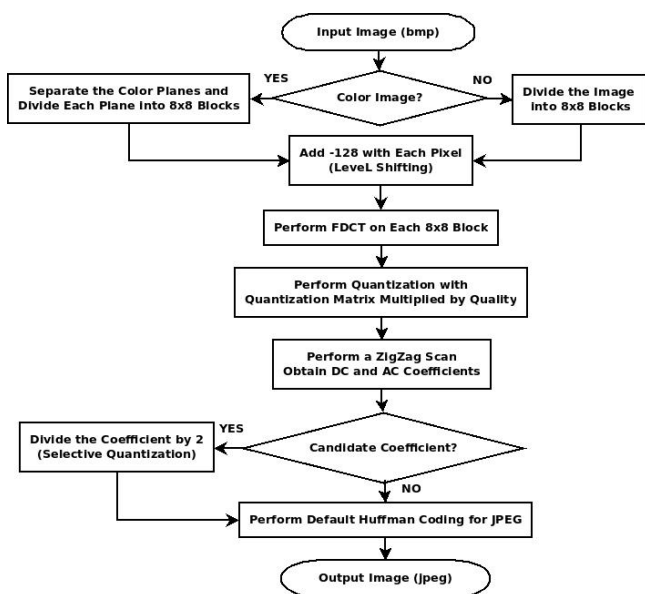 Input Image (bmp)
YES
NO
Color Image?
Separate the Color Planes and
Divide Each Plane into 8x8 Blocks
Divide the Image
into 8x8 Blocks
Add -128 with Each Pixel
(LeveL Shifting)
Perform FDCT on Each 8x8 Block
Perform Quantization with
Quantization Matrix Multiplied by Quality
Perform a ZigZag Scan
Obtain DC and AC Coefficients
YES
Candidate Coefficient?
Divide the Coefficient by 2
(Selective Quantization)
NO
Perform Default Huffman Coding for JPEG
Output Image (jpeg)